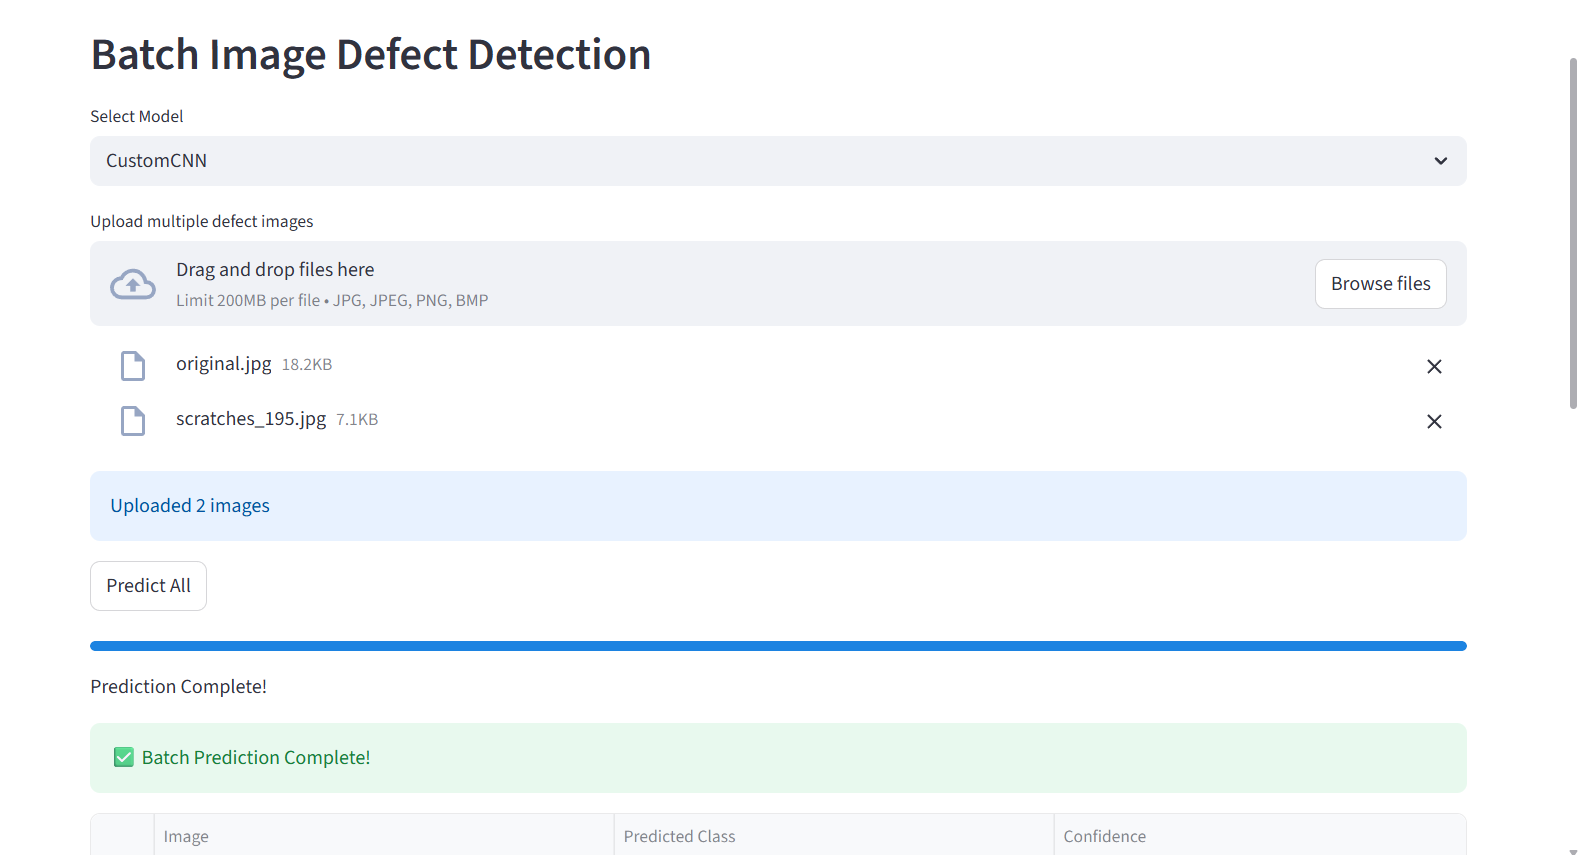 Batch Image Defect Detection
Select Model
CustomCNN
Upload multiple defect images
Drag and drop files here
Limit 200MB per file • JPG, JPEG, PNG, BMP
Browse files
original.jpg 18.2KB
scratches_195.jpg 7.1KB
Uploaded 2 images
Predict All
Prediction Complete!
✅ Batch Prediction Complete!
Image Predicted Class Confidence